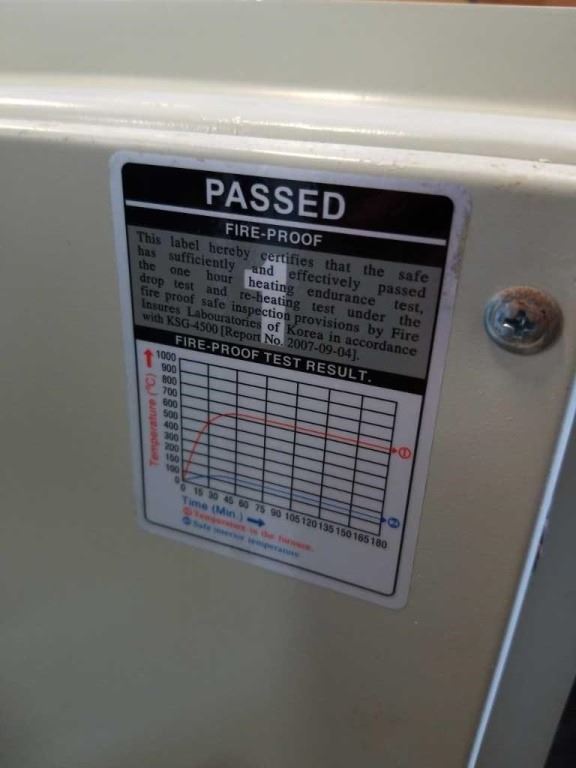 PASSED
FIRE-PROOF
1
This label hereby certifies that the safe
has sufficiently and effectively passed
the one hour heating endurance test,
drop test and re-heating test under the
fire proof safe inspection provisions by Fire
Insures Labouratories of Korea in accordance
with KSG-4500 [Report No. 2007-09-04].
FIRE-PROOF TEST RESULT.
Temperature (°C)
1000
900
800
700
600
500
400
300
200
150
100
0
0 15 30 45 60 75 90 105 120 135 150 165 180
Time (Min.)
① Temperature in the furnace.
② Safe interior temperature
①
②